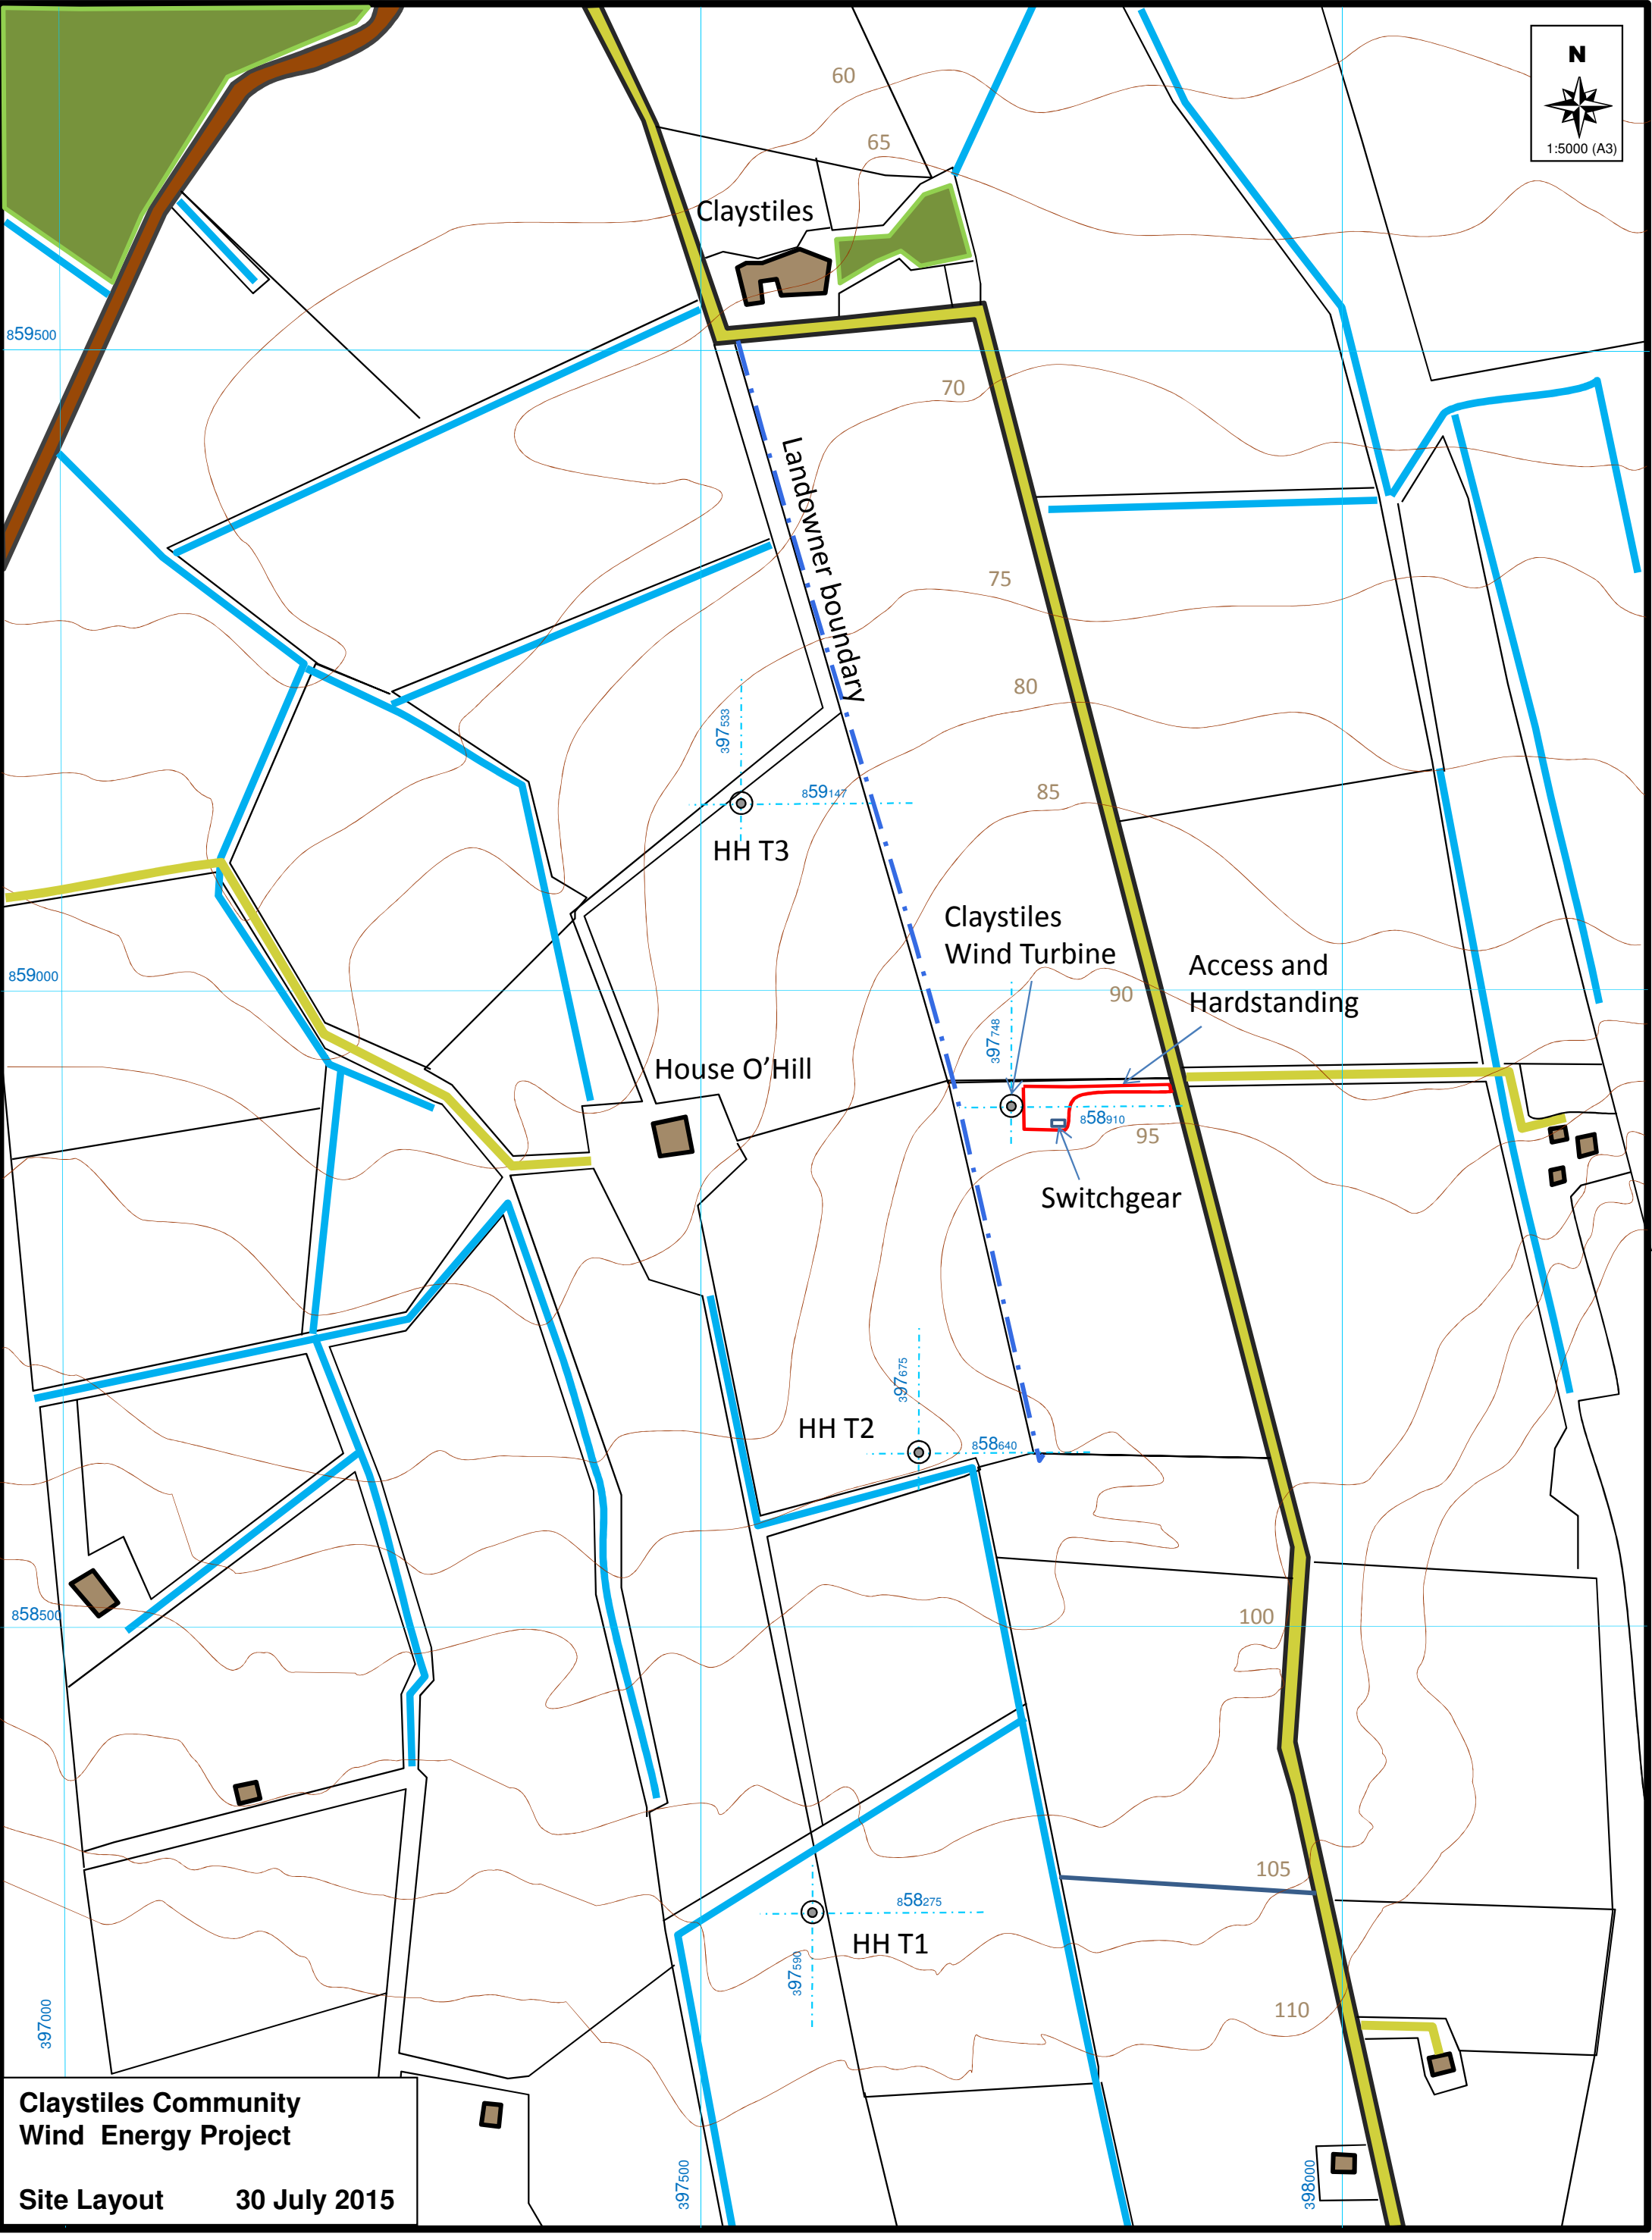 N
1:5000 (A3)
60
65
Claystiles
859500
70
Landowner boundary
75
80
397533
85
859147
HH T3
Claystiles
Wind Turbine
Access and
Hardstanding
859000
90
397748
House O'Hill
858910
95
Switchgear
397675
HH T2
858640
858500
100
105
858275
HH T1
397590
110
397000
Claystiles Community
Wind Energy Project
Site Layout 30 July 2015
397500
398000